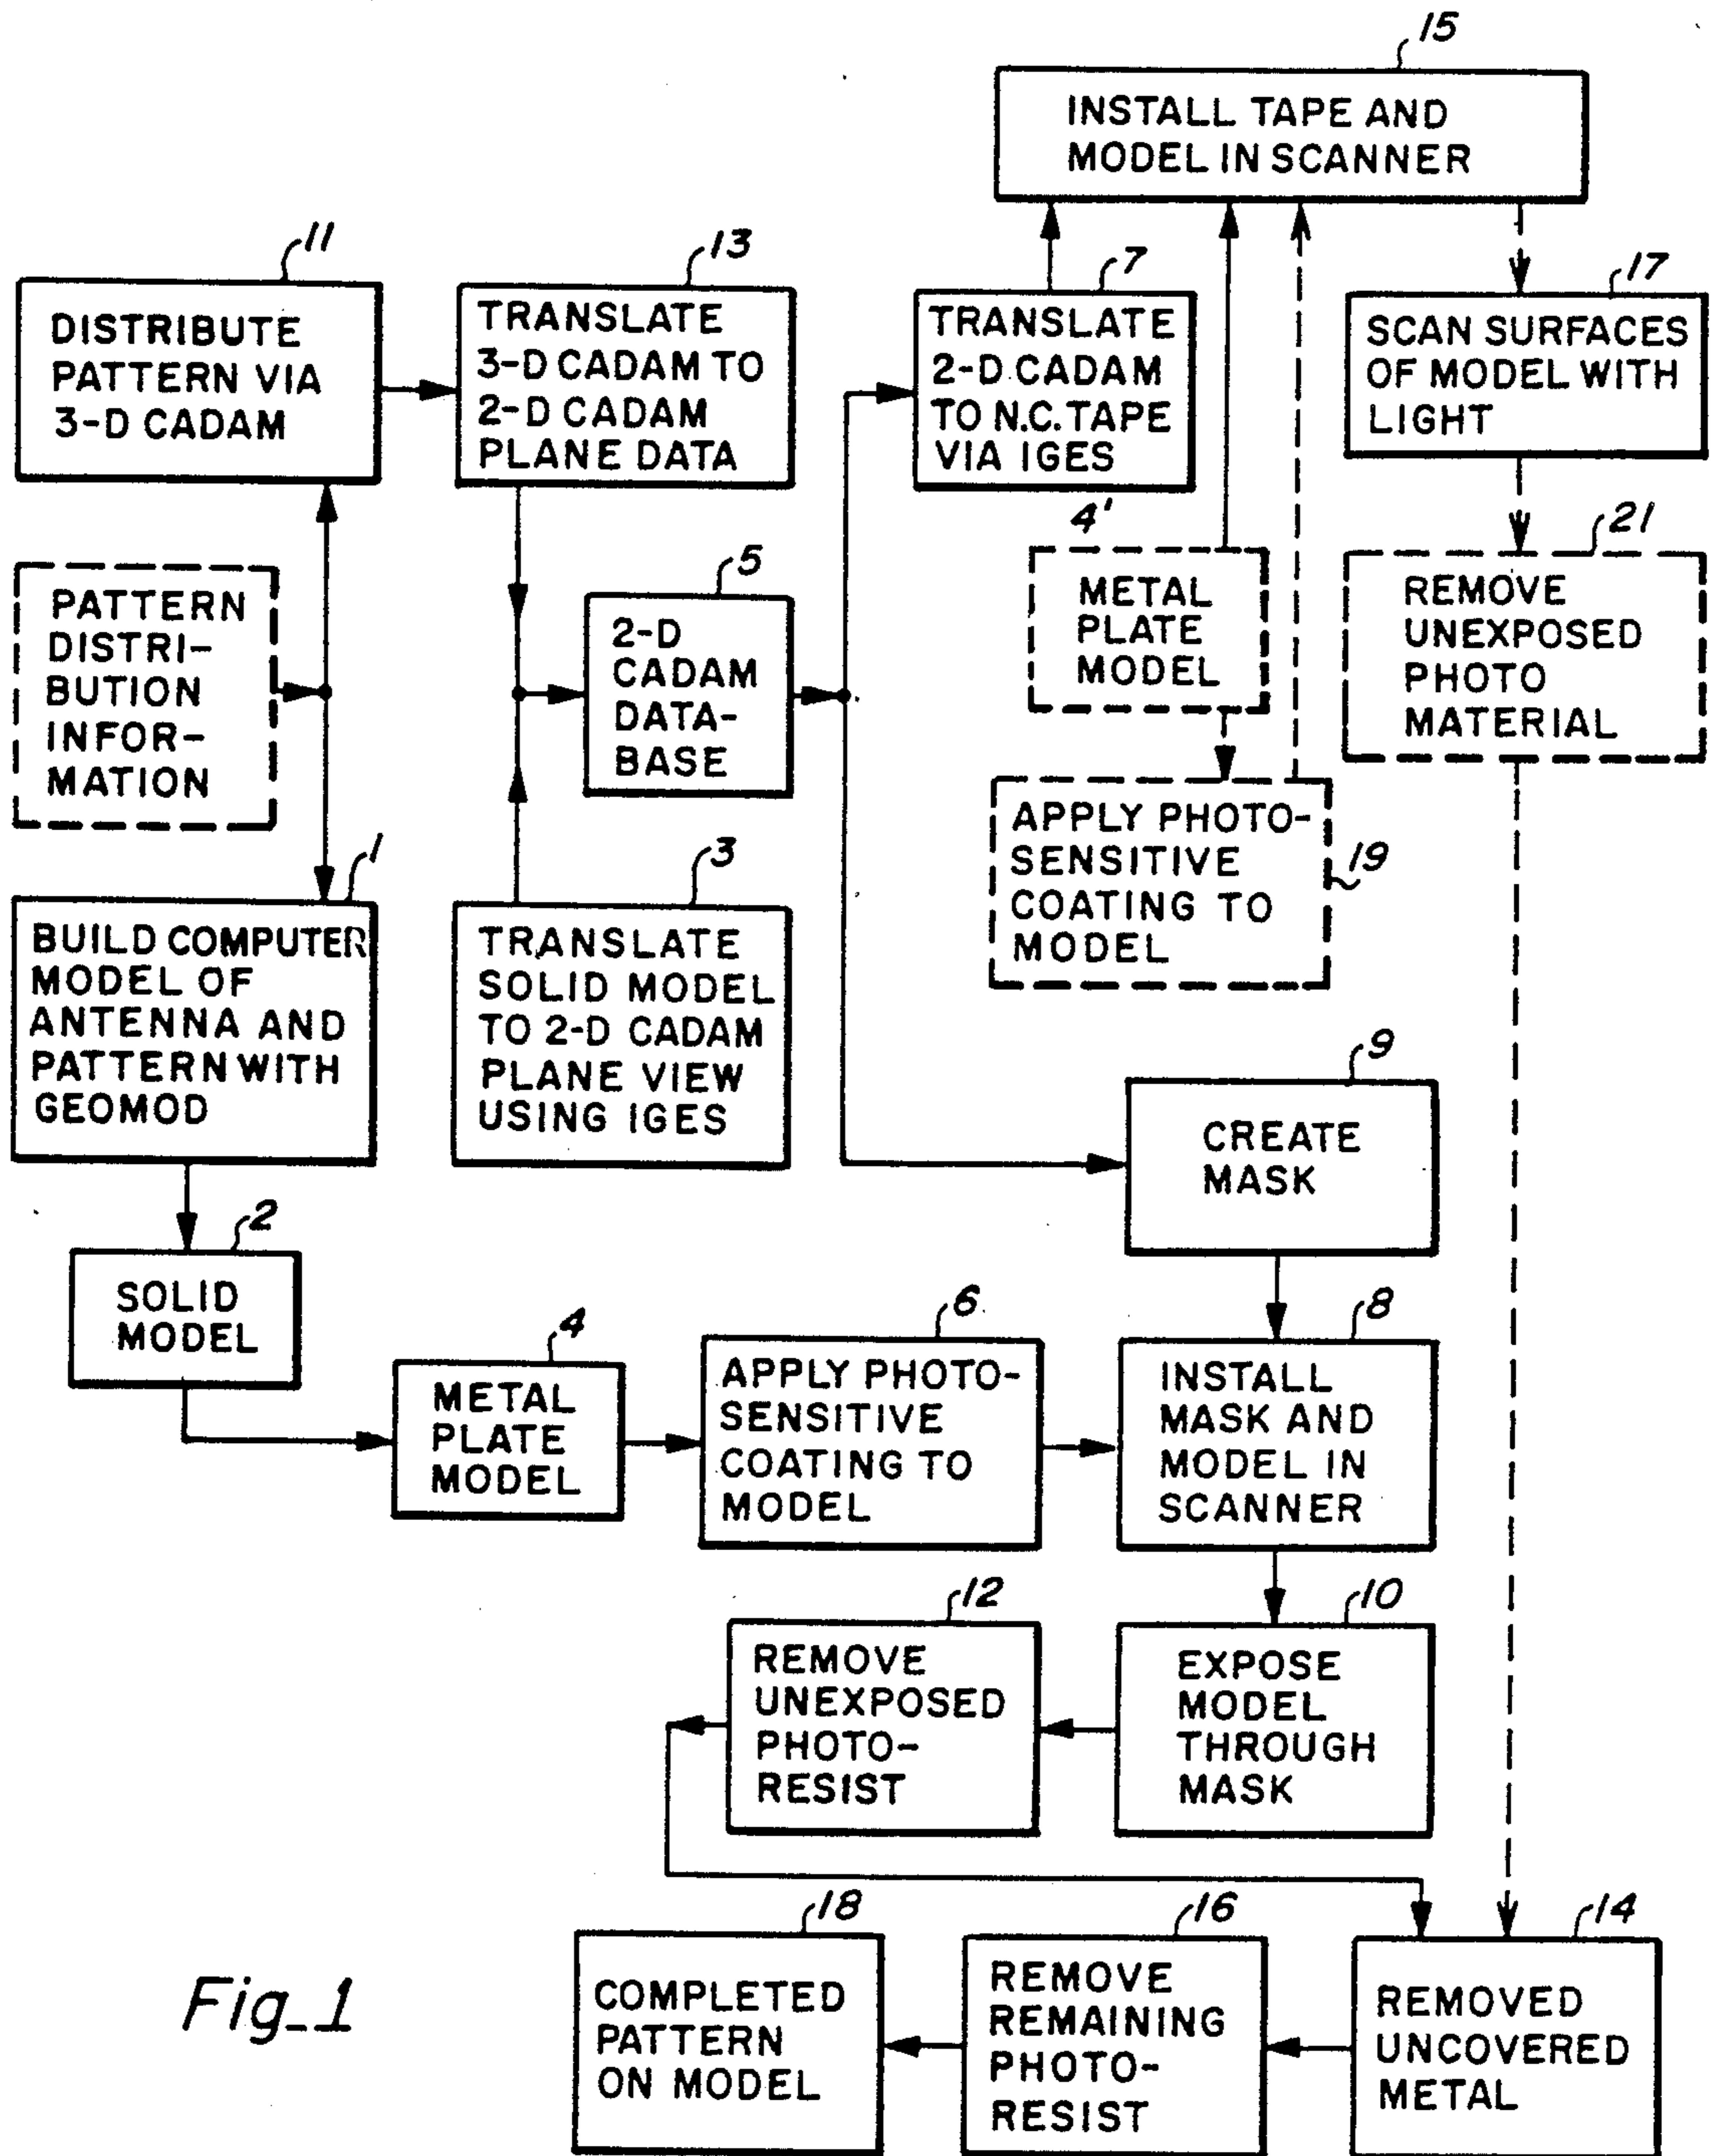 15
INSTALL TAPE AND
MODEL IN SCANNER
11
DISTRIBUTE
PATTERN VIA
3-D CADAM
13
TRANSLATE
3-D CADAM TO
2-D CADAM
PLANE DATA
7
TRANSLATE
2-D CADAM
TO N.C. TAPE
VIA IGES
17
SCAN SURFACES
OF MODEL WITH
LIGHT
PATTERN
DISTRI-
BUTION
INFOR-
MATION
5
2-D
CADAM
DATA-
BASE
4'
METAL
PLATE
MODEL
21
REMOVE
UNEXPOSED
PHOTO
MATERIAL
APPLY PHOTO-
SENSITIVE
COATING TO
MODEL
19
1
BUILD COMPUTER
MODEL OF
ANTENNA AND
PATTERN WITH
GEOMOD
3
TRANSLATE
SOLID MODEL
TO 2-D CADAM
PLANE VIEW
USING IGES
9
CREATE
MASK
2
SOLID
MODEL
4
METAL
PLATE
MODEL
6
APPLY PHOTO-
SENSITIVE
COATING TO
MODEL
8
INSTALL
MASK AND
MODEL IN
SCANNER
12
REMOVE
UNEXPOSED
PHOTO-
RESIST
10
EXPOSE
MODEL
THROUGH
MASK
18
COMPLETED
PATTERN
ON MODEL
16
REMOVE
REMAINING
PHOTO-
RESIST
14
REMOVED
UNCOVERED
METAL
Fig_1